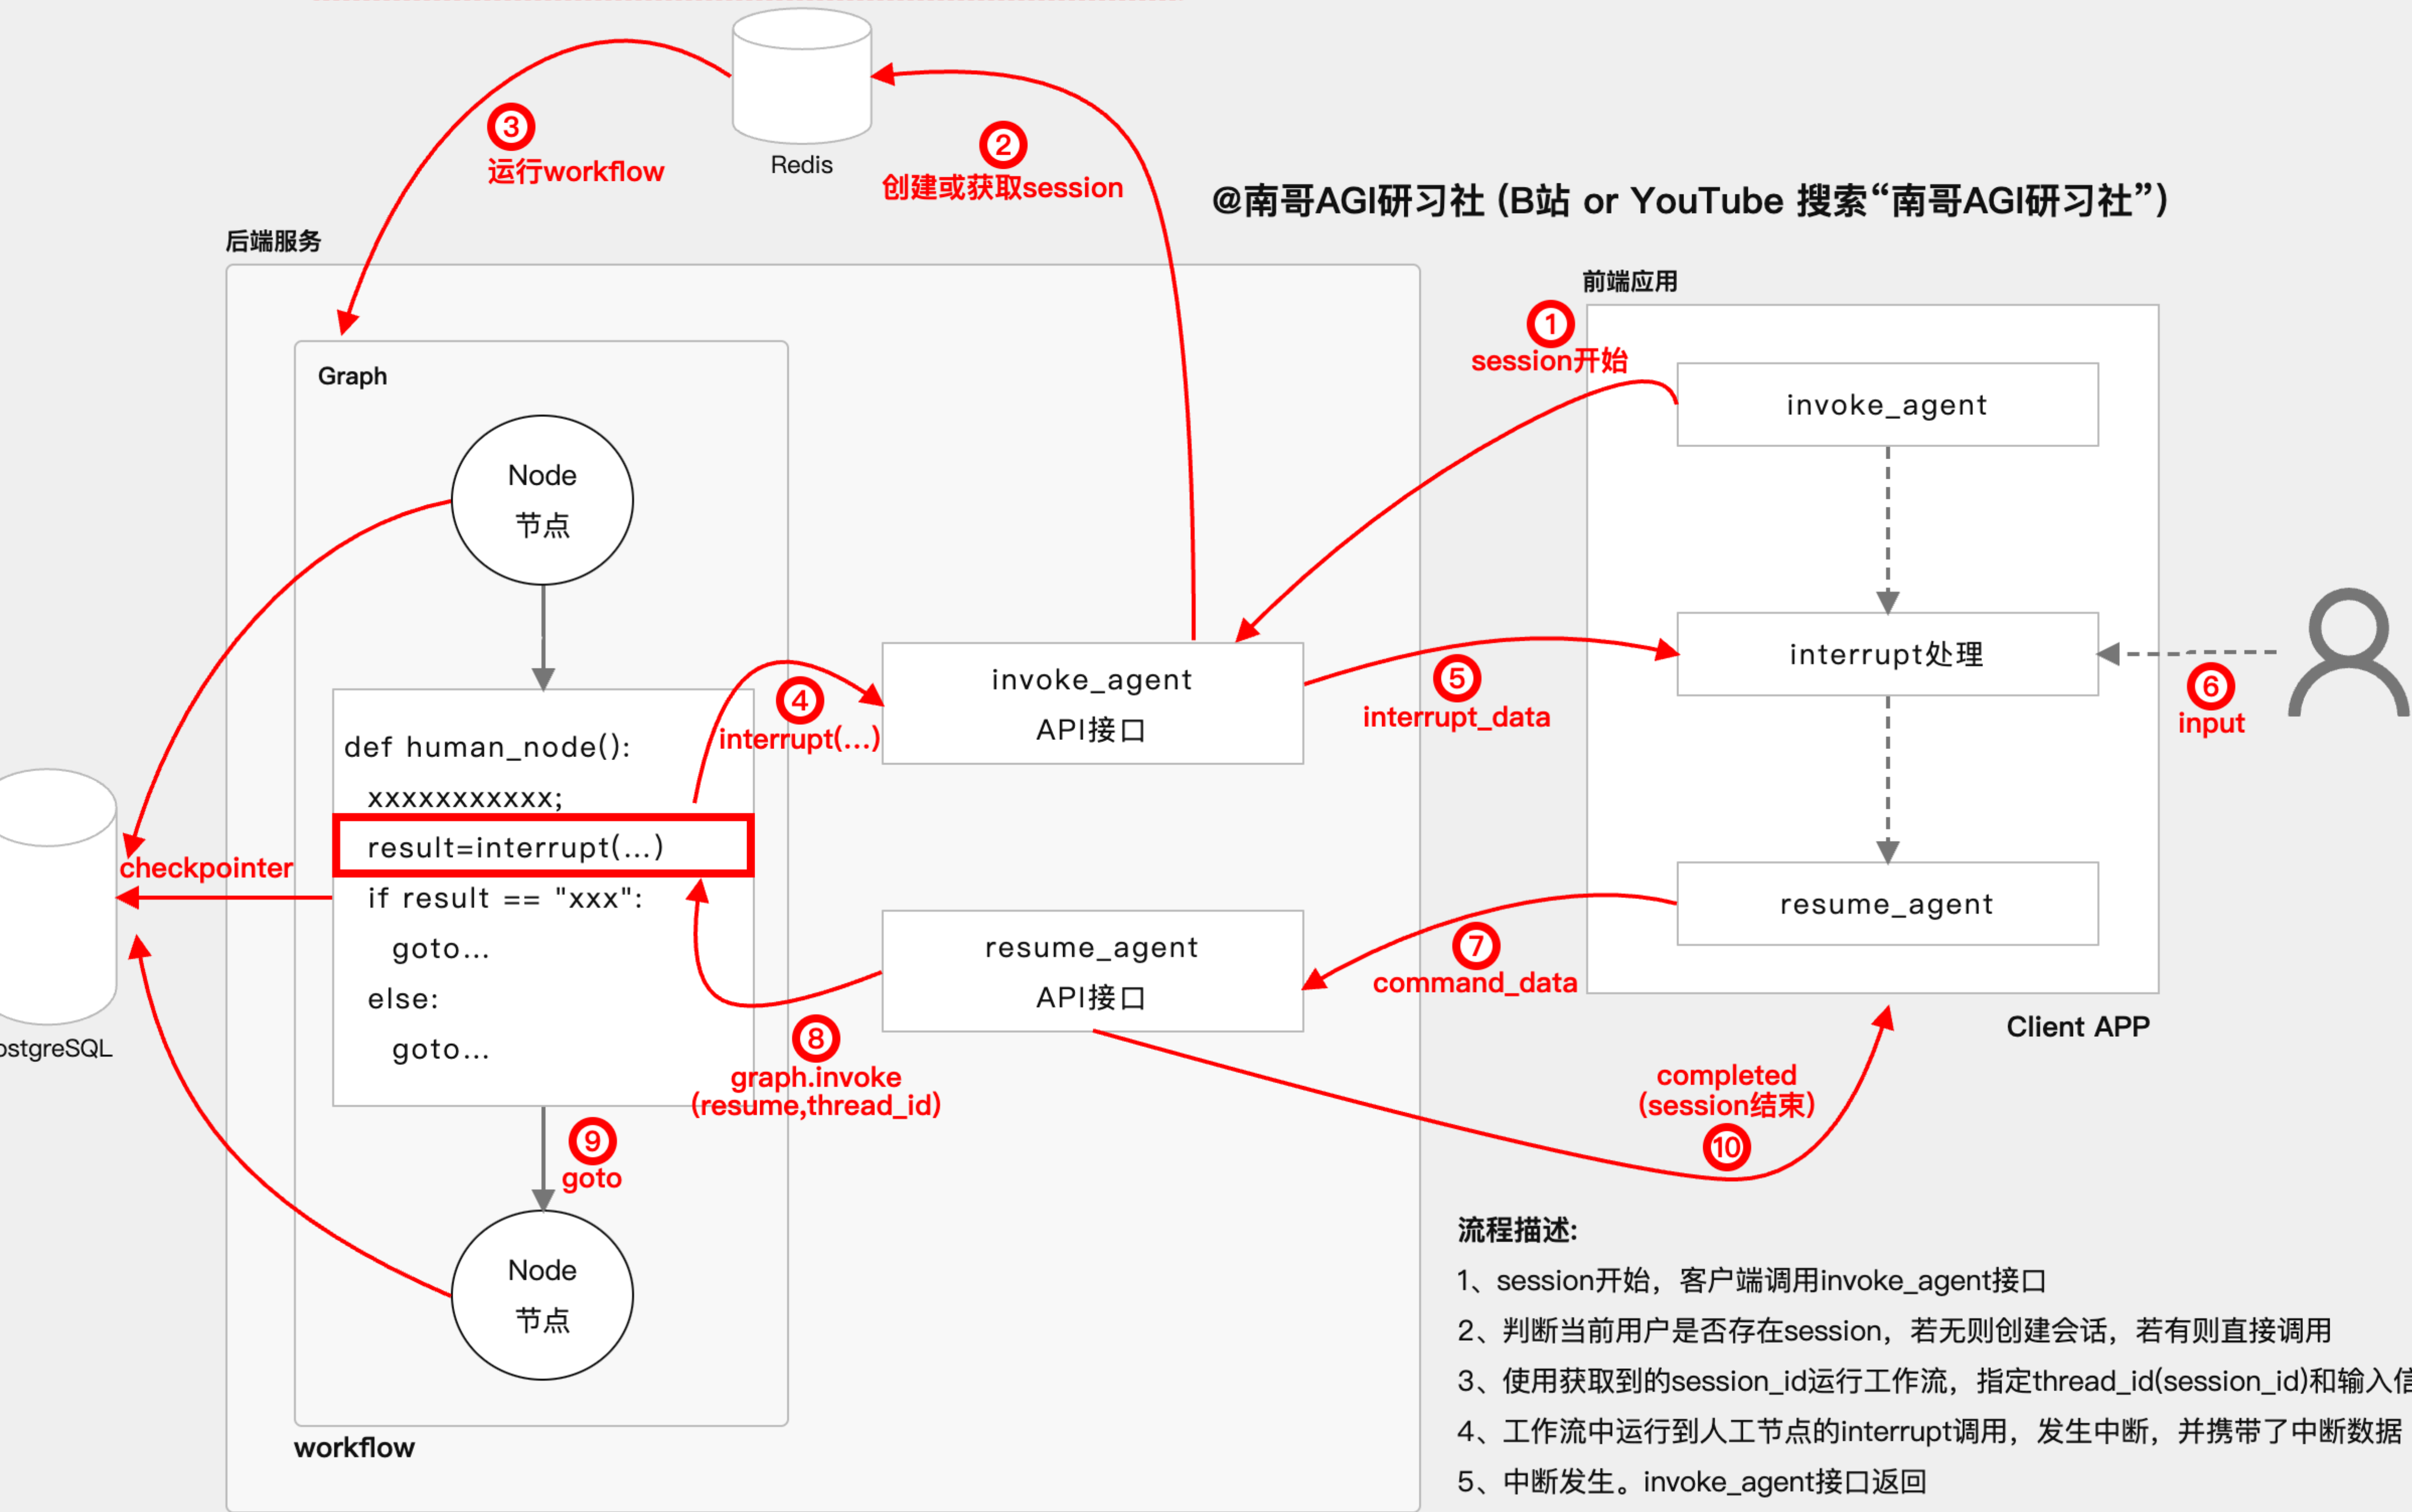 Redis
③
运行workflow
②
创建或获取session
@南哥AGI研习社 (B站 or YouTube 搜索“南哥AGI研习社”)
后端服务
前端应用
①
session开始
Graph
invoke_agent
Node
节点
interrupt处理
⑥
input
invoke_agent
API接口
④
interrupt(...)
⑤
interrupt_data
def human_node():
xxxxxxxxxxx;
result=interrupt(...)
if result == "xxx":
goto...
else:
goto...
checkpointer
ostgreSQL
resume_agent
API接口
resume_agent
⑦
command_data
Client APP
⑧
graph.invoke
(resume,thread_id)
completed
(session结束)
⑩
⑨
goto
Node
节点
workflow
流程描述:
1、session开始，客户端调用invoke_agent接口
2、判断当前用户是否存在session，若无则创建会话，若有则直接调用
3、使用获取到的session_id运行工作流，指定thread_id(session_id)和输入信
4、工作流中运行到人工节点的interrupt调用，发生中断，并携带了中断数据
5、中断发生。invoke_agent接口返回